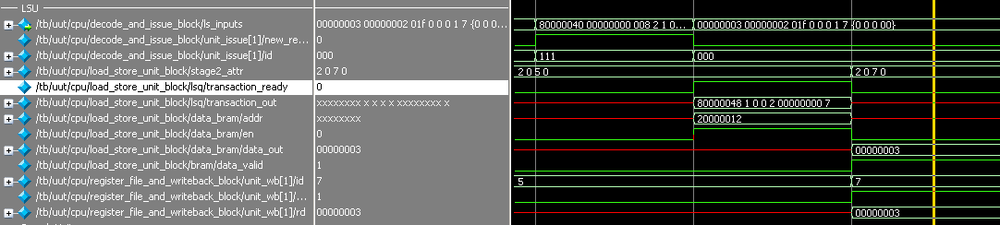 LSU
/tb/uut/cpu/decode_and_issue_block/ls_inputs 00000003 00000002 01f 0 0 0 1 7 {0 0 0... 80000040 00000000 008 2 1 0... 00000003 00000002 01f 0 0 0 1 7 {0 0 0 00}
/tb/uut/cpu/decode_and_issue_block/unit_issue[1]/new_re... 0
/tb/uut/cpu/decode_and_issue_block/unit_issue[1]/id 000 111 000
/tb/uut/cpu/load_store_unit_block/stage2_attr 2 0 7 0 2 0 5 0 2 0 7 0
/tb/uut/cpu/load_store_unit_block/lsq/transaction_ready 0
/tb/uut/cpu/load_store_unit_block/lsq/transaction_out xxxxxxxx x x x x xxxxxxxx x 80000048 1 0 0 2 00000000 7
/tb/uut/cpu/load_store_unit_block/data_bram/addr xxxxxxxx 20000012
/tb/uut/cpu/load_store_unit_block/data_bram/en 0
/tb/uut/cpu/load_store_unit_block/data_bram/data_out 00000003 00000003
/tb/uut/cpu/load_store_unit_block/bram/data_valid 1
/tb/uut/cpu/register_file_and_writeback_block/unit_wb[1]/id 7 5 7
/tb/uut/cpu/register_file_and_writeback_block/unit_wb[1]/... 1
/tb/uut/cpu/register_file_and_writeback_block/unit_wb[1]/rd 00000003 00000003